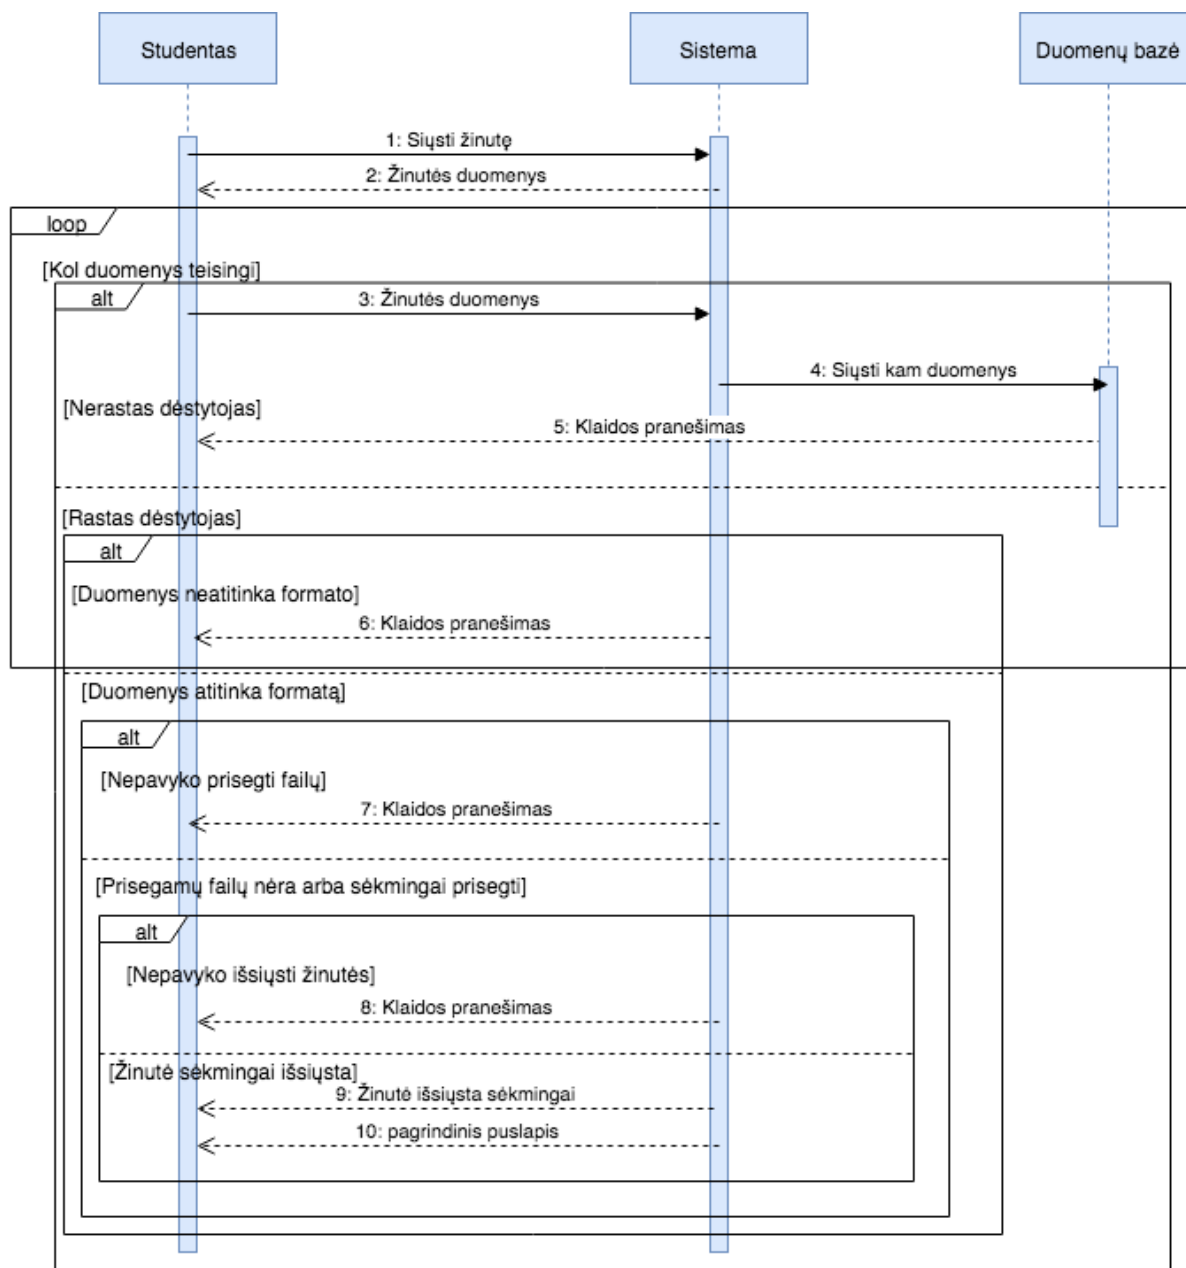 Studentas
Sistema
Duomenų bazė
1: Siųsti žinutę
2: Žinutės duomenys
loop
[Kol duomenys teisingi]
alt
3: Žinutės duomenys
4: Siųsti kam duomenys
[Nerastas dėstytojas]
5: Klaidos pranešimas
[Rastas dėstytojas]
alt
[Duomenys neatitinka formato]
6: Klaidos pranešimas
[Duomenys atitinka formatą]
alt
[Nepavyko prisegti failų]
7: Klaidos pranešimas
[Prisegamų failų nėra arba sėkmingai prisegti]
alt
[Nepavyko išsiųsti žinutės]
8: Klaidos pranešimas
[Žinutė sėkmingai išsiųsta]
9: Žinutė išsiųsta sėkmingai
10: pagrindinis puslapis